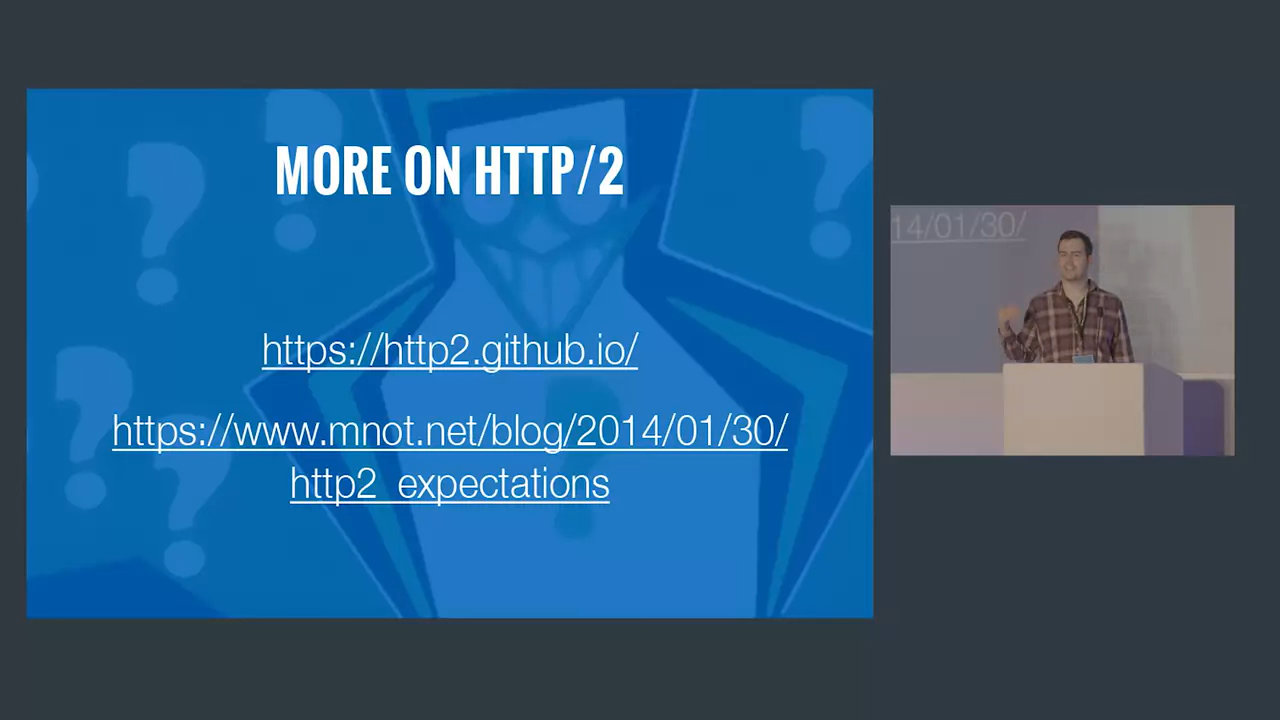 MORE ON HTTP/2
https://http2.github.io/
https://www.mnot.net/blog/2014/01/30/
http2_expectations
14/01/30/